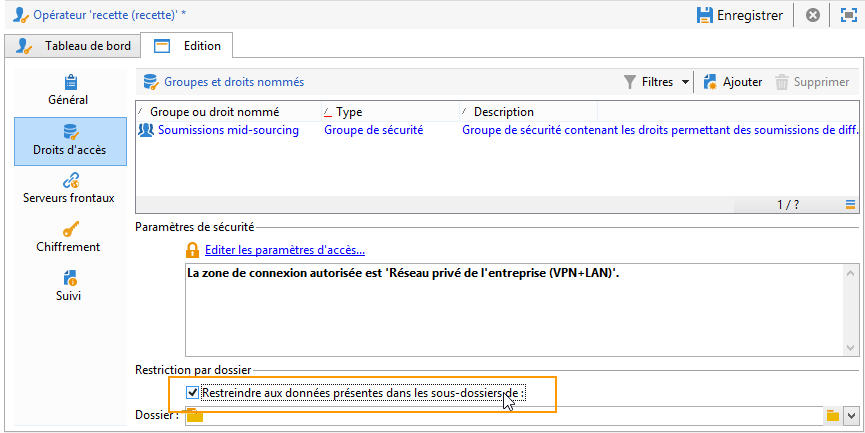 Opérateur 'recette (recette)' * Enregistrer
Tableau de bord Edition
Général
Droits d'accès
Serveurs frontaux
Chiffrement
Suivi
Groupes et droits nommés Filtres Ajouter Supprimer
Groupe ou droit nommé Type Description
Soumissions mid-sourcing Groupe de sécurité Groupe de sécurité contenant les droits permettant des soumissions de diff.
1 / ?
Paramètres de sécurité
Editer les paramètres d'accès...
La zone de connexion autorisée est 'Réseau privé de l'entreprise (VPN+LAN)'.
Restriction par dossier
Restreindre aux données présentes dans les sous-dossiers de :
Dossier :